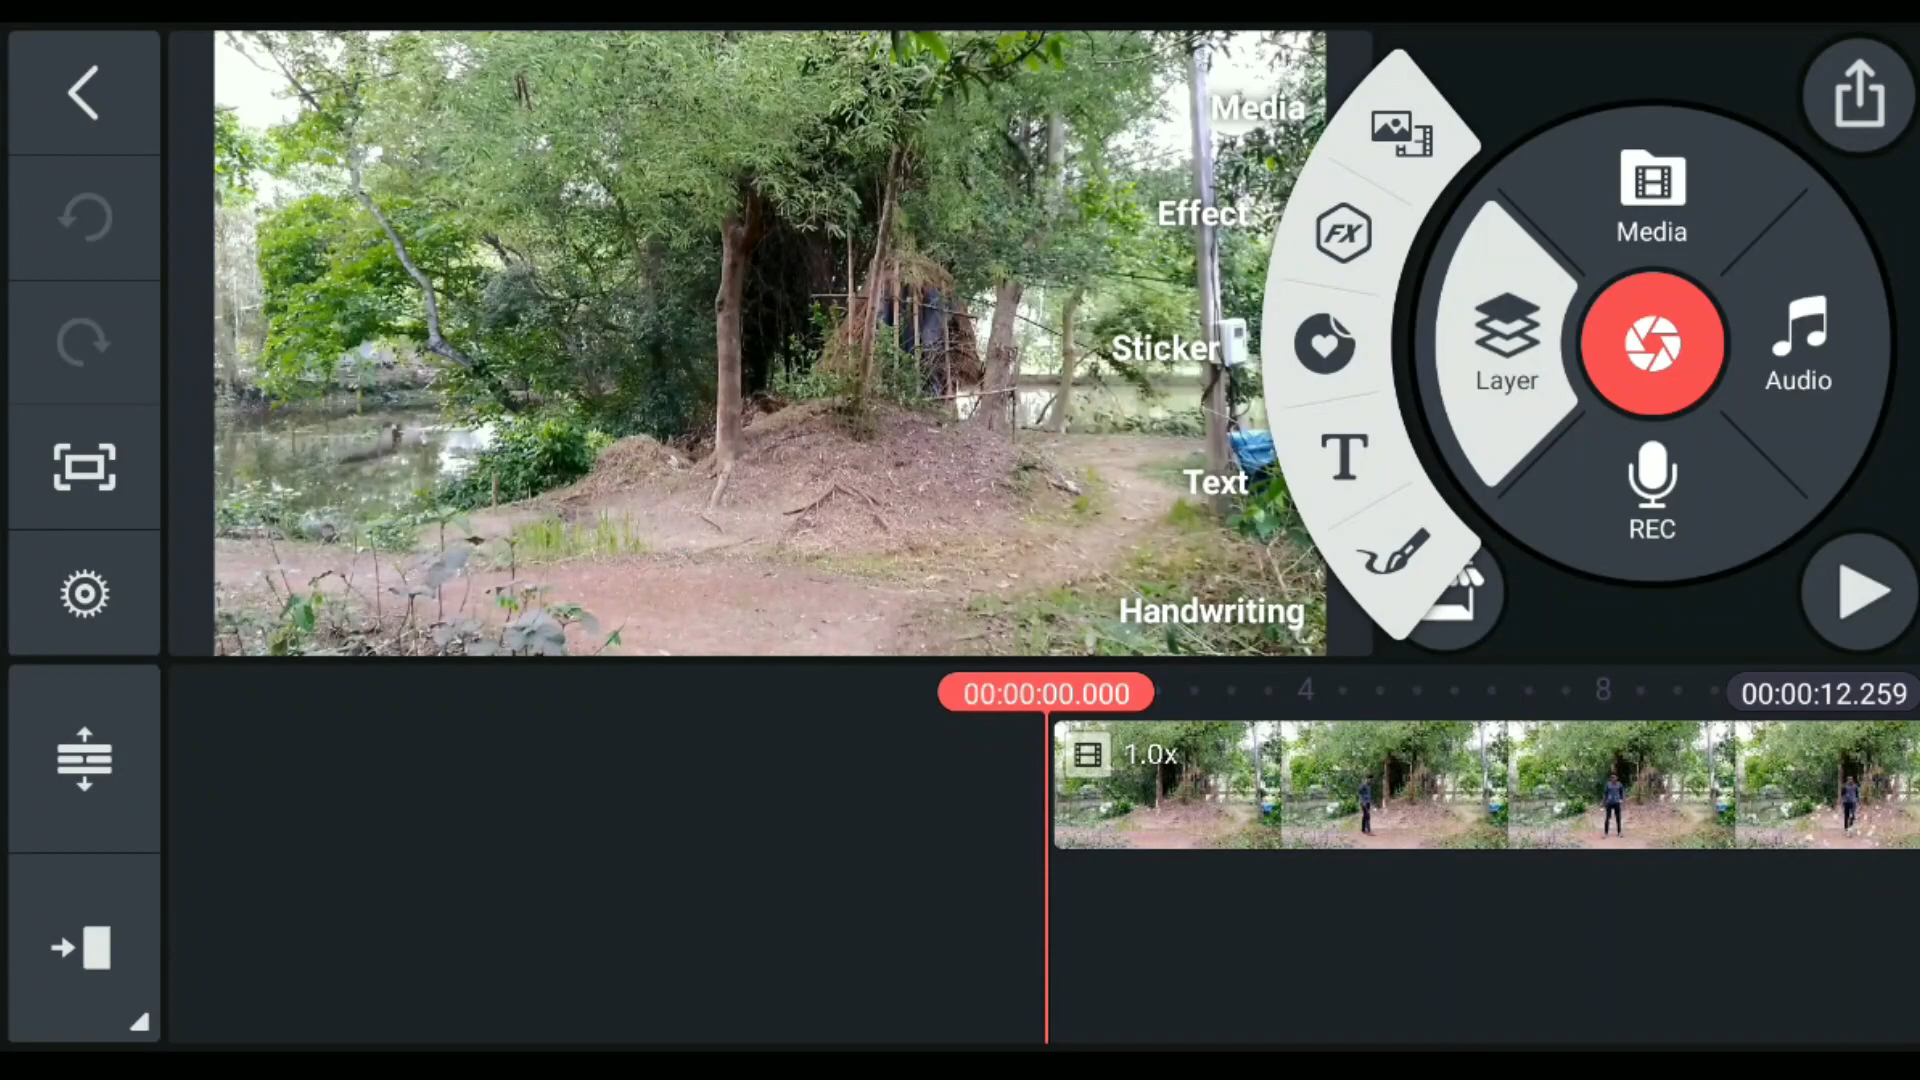 Media
Effect
FX
Sticker
Text
T
Handwriting
Media
Layer
Audio
REC
00:00:00.000
4
8
00:00:12.259
1.0x